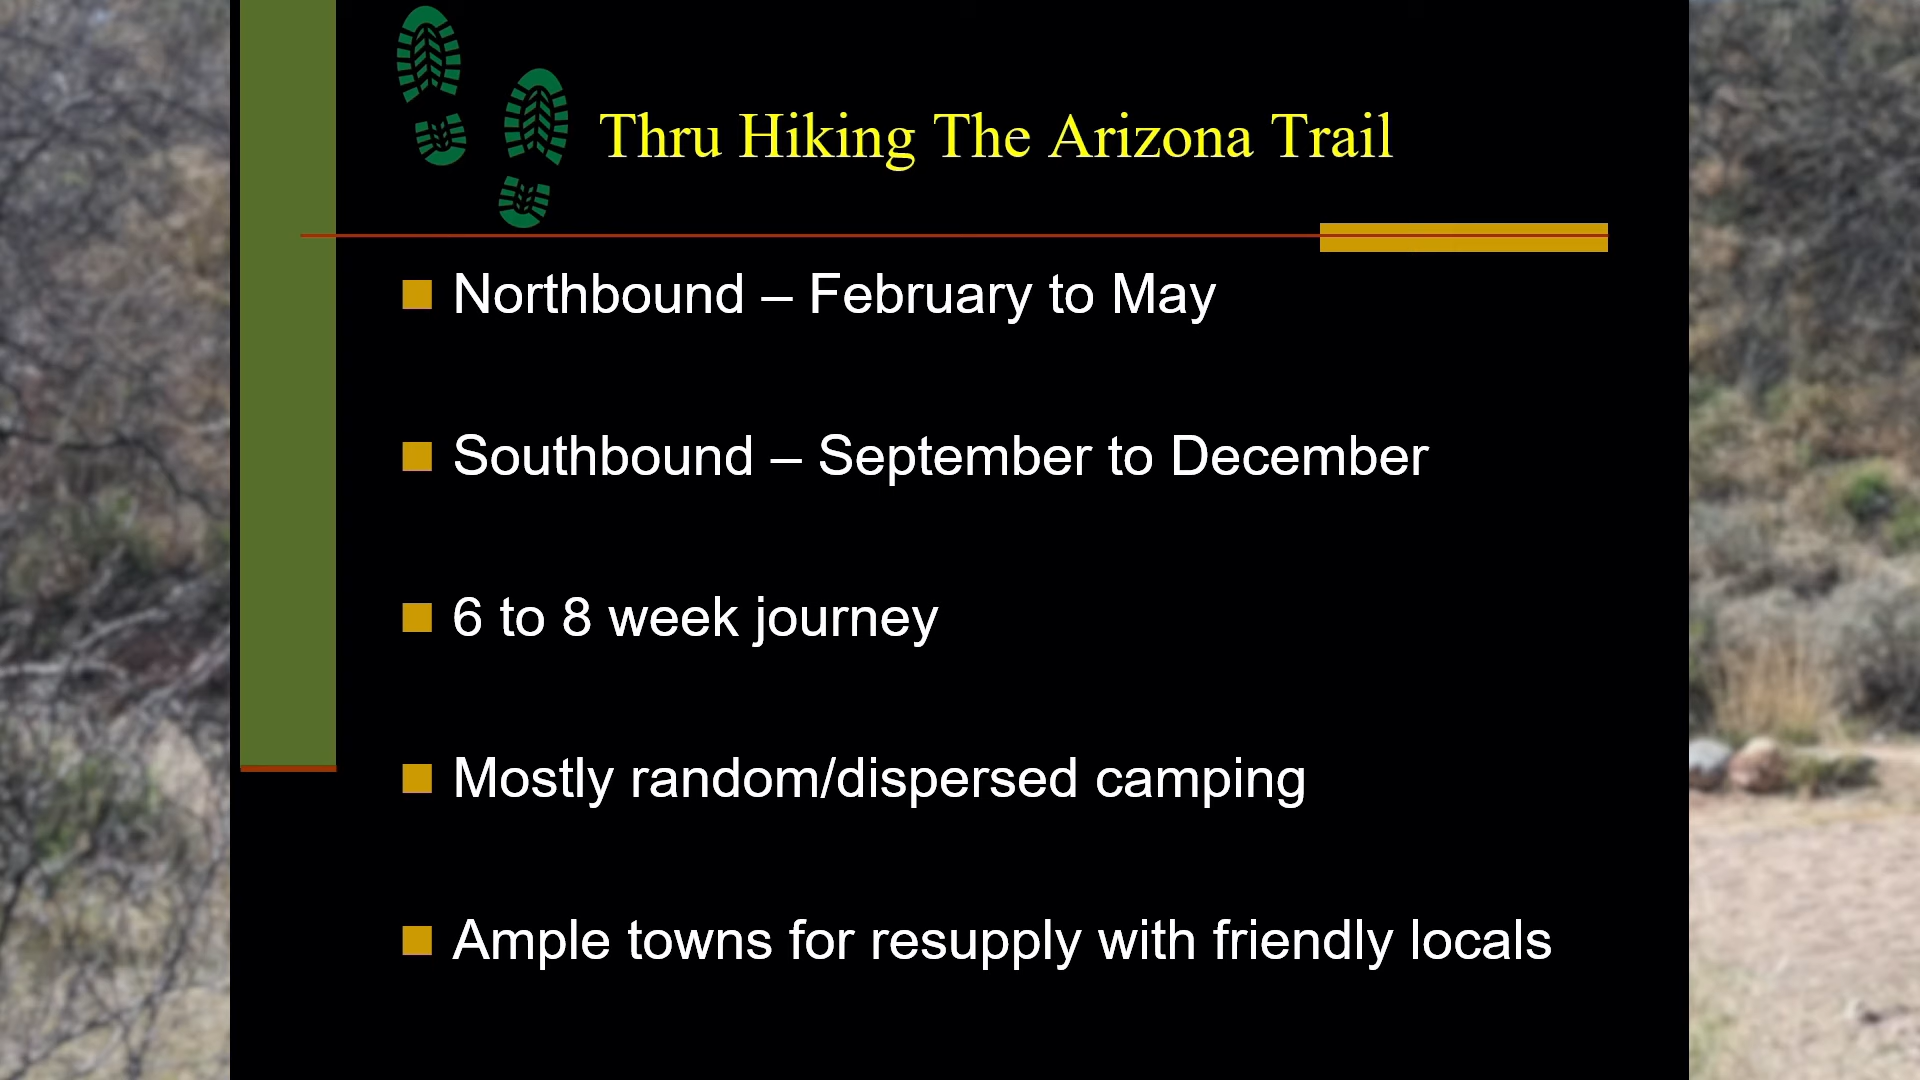 Thru Hiking The Arizona Trail
Northbound – February to May
Southbound – September to December
6 to 8 week journey
Mostly random/dispersed camping
Ample towns for resupply with friendly locals